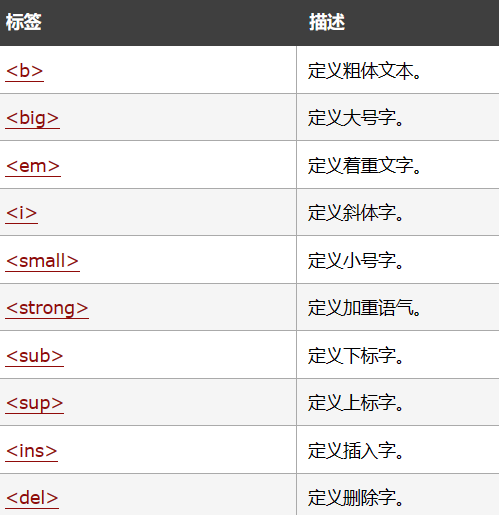 标签 描述
<b> 定义粗体文本。
<big> 定义大号字。
<em> 定义着重文字。
<i> 定义斜体字。
<small> 定义小号字。
<strong> 定义加重语气。
<sub> 定义下标字。
<sup> 定义上标字。
<ins> 定义插入字。
<del> 定义删除字。